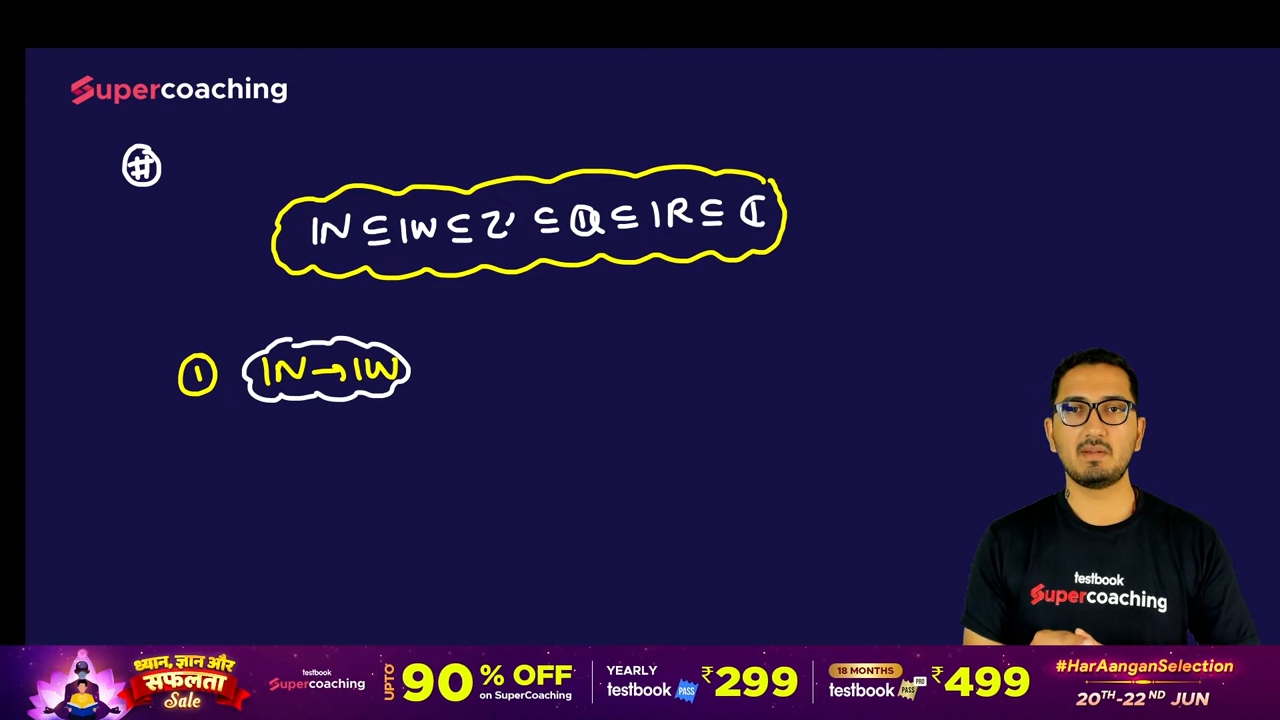 Supercoaching
#
ℕ ⊆ 𝕎 ⊆ ℤ ⊆ ℚ ⊆ ℝ ⊆ ℂ
① ℕ → 𝕎
testbook
Supercoaching
ध्यान, ज्ञान और
सफलता
Sale
testbook
Supercoaching
UPTO 90 % OFF
on SuperCoaching
YEARLY
testbook PASS ₹299
18 MONTHS
testbook PASS PRO ₹499
#HarAanganSelection
20TH-22ND JUN